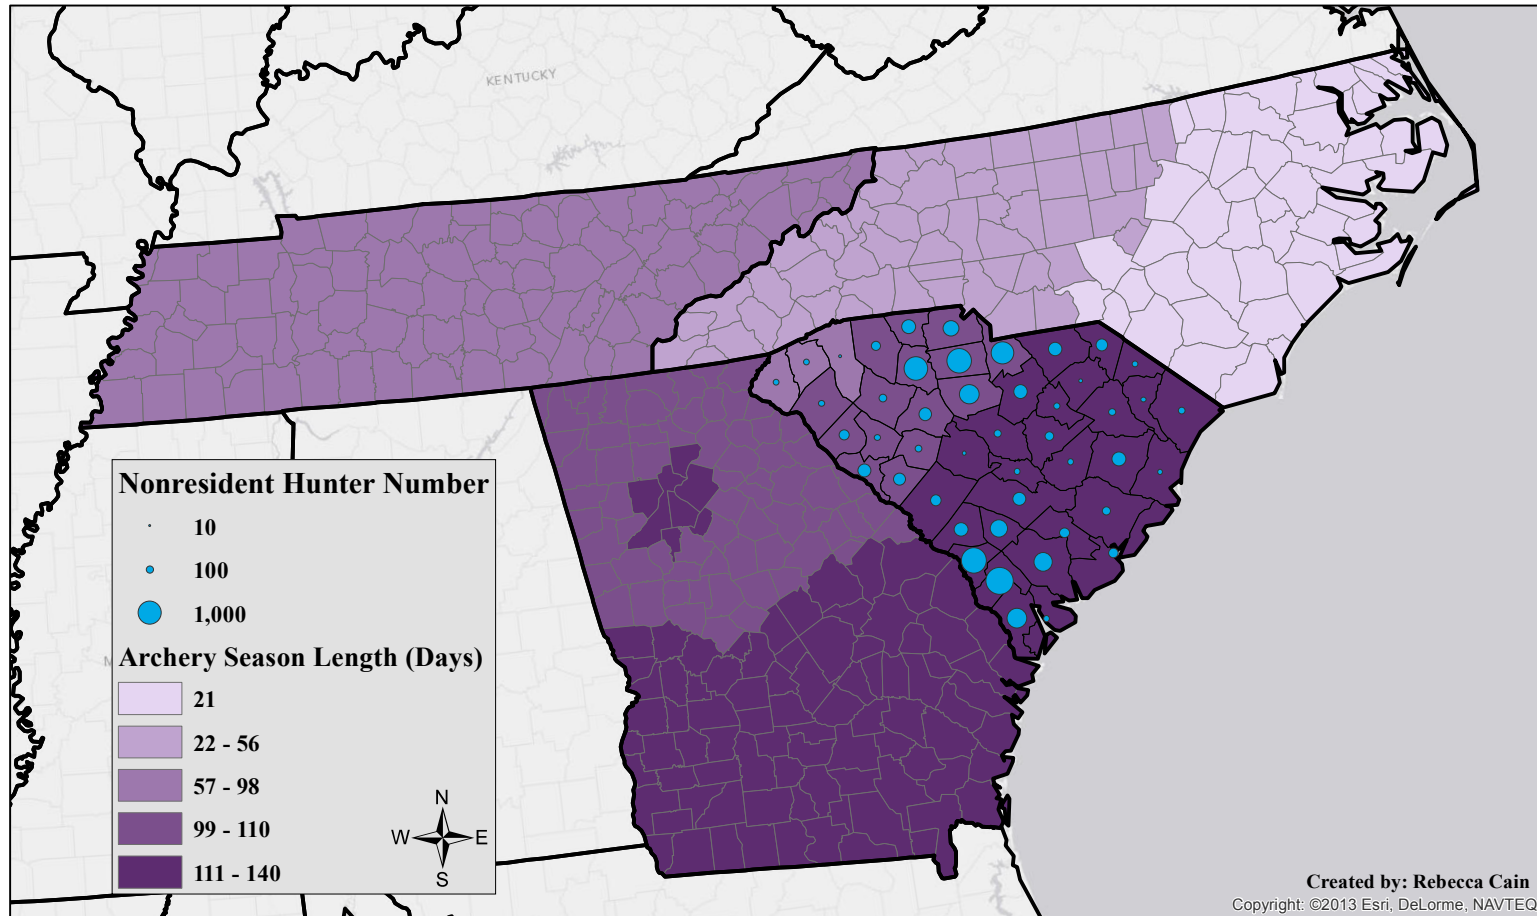 KENTUCKY
Nonresident Hunter Number
10
100
1,000
Archery Season Length (Days)
21
22 - 56
57 - 98
99 - 110
111 - 140
N
W E
S
Created by: Rebecca Cain
Copyright: ©2013 Esri, DeLorme, NAVTEQ